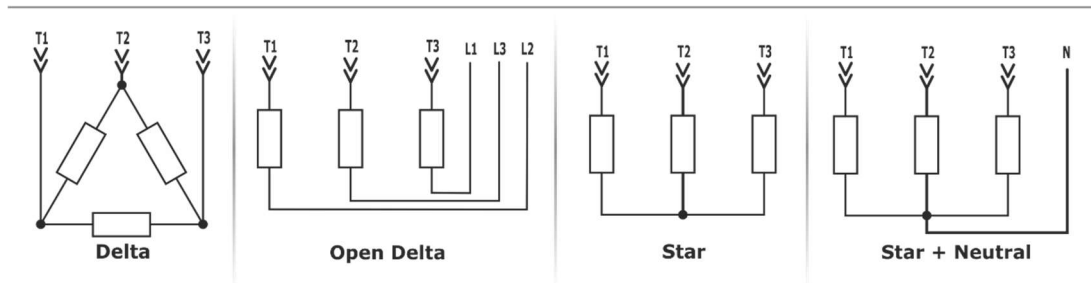 T1 T2 T3
Delta
T1 T2 T3 L1 L3 L2
Open Delta
T1 T2 T3
Star
T1 T2 T3 N
Star + Neutral